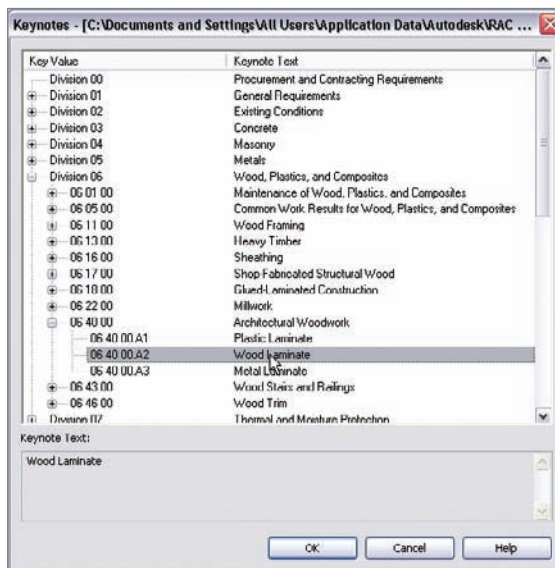 Keynotes - [C:\Documents and Settings\All Users\Application Data\Autodesk\RAC ...
Key Value Keynote Text
Division 00 Procurement and Contracting Requirements
Division 01 General Requirements
Division 02 Existing Conditions
Division 03 Concrete
Division 04 Masonry
Division 05 Metals
Division 06 Wood, Plastics, and Composites
06 01 00 Maintenance of Wood, Plastics, and Composites
06 05 00 Common Work Results for Wood, Plastics, and Composites
06 11 00 Wood Framing
06 13 00 Heavy Timber
06 16 00 Sheathing
06 17 00 Shop-Fabricated Structural Wood
06 18 00 Glued-Laminated Construction
06 22 00 Millwork
06 40 00 Architectural Woodwork
06 40 00.A1 Plastic Laminate
06 40 00.A2 Wood Laminate
06 40 00.A3 Metal Laminate
06 43 00 Wood Stairs and Railings
06 46 00 Wood Trim
Division 07 Thermal and Moisture Protection
Keynote Text:
Wood Laminate
OK Cancel Help